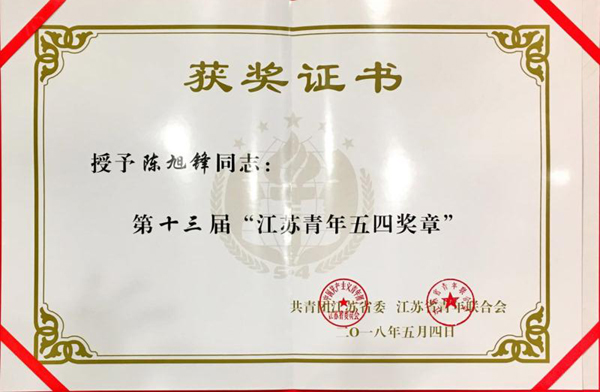 获奖证书
授予陈旭锋同志：
第十三届“江苏青年五四奖章”
共青团江苏省委 江苏省青年联合会
二〇一八年五月四日
5·4